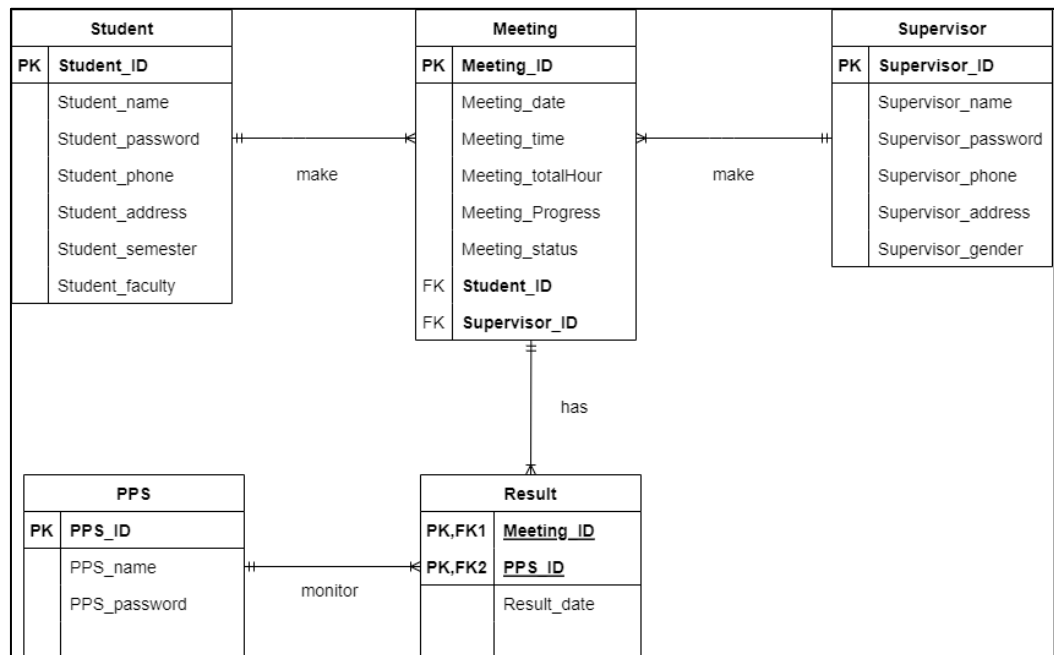 Student
PK Student_ID
Student_name
Student_password
Student_phone
Student_address
Student_semester
Student_faculty
make
Meeting
PK Meeting_ID
Meeting_date
Meeting_time
Meeting_totalHour
Meeting_Progress
Meeting_status
FK Student_ID
FK Supervisor_ID
make
Supervisor
PK Supervisor_ID
Supervisor_name
Supervisor_password
Supervisor_phone
Supervisor_address
Supervisor_gender
has
PPS
PK PPS_ID
PPS_name
PPS_password
monitor
Result
PK,FK1 Meeting_ID
PK,FK2 PPS_ID
Result_date